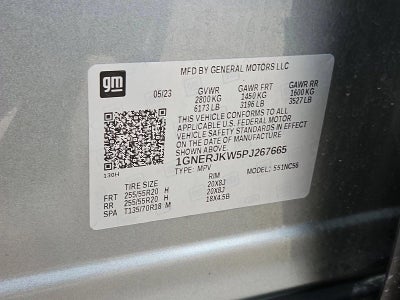 gm
MFD BY GENERAL MOTORS LLC
05/23 GVWR GAWR FRT GAWR RR
2800 KG 1450 KG 1600 KG
6173 LB 3196 LB 3527 LB
THIS VEHICLE CONFORMS TO ALL
APPLICABLE U.S. FEDERAL MOTOR
VEHICLE SAFETY STANDARDS IN EFFECT
ON THE DATE OF MANUFACTURE
SHOWN ABOVE
1GNERJKW5PJ267665
130H TYPE: MPV MODEL: 551NC56
TIRE SIZE RIM
FRT 255/55R20 H 20X8J
RR 255/55R20 H 20X8J
SPA T135/70R18 M 18X4.5B